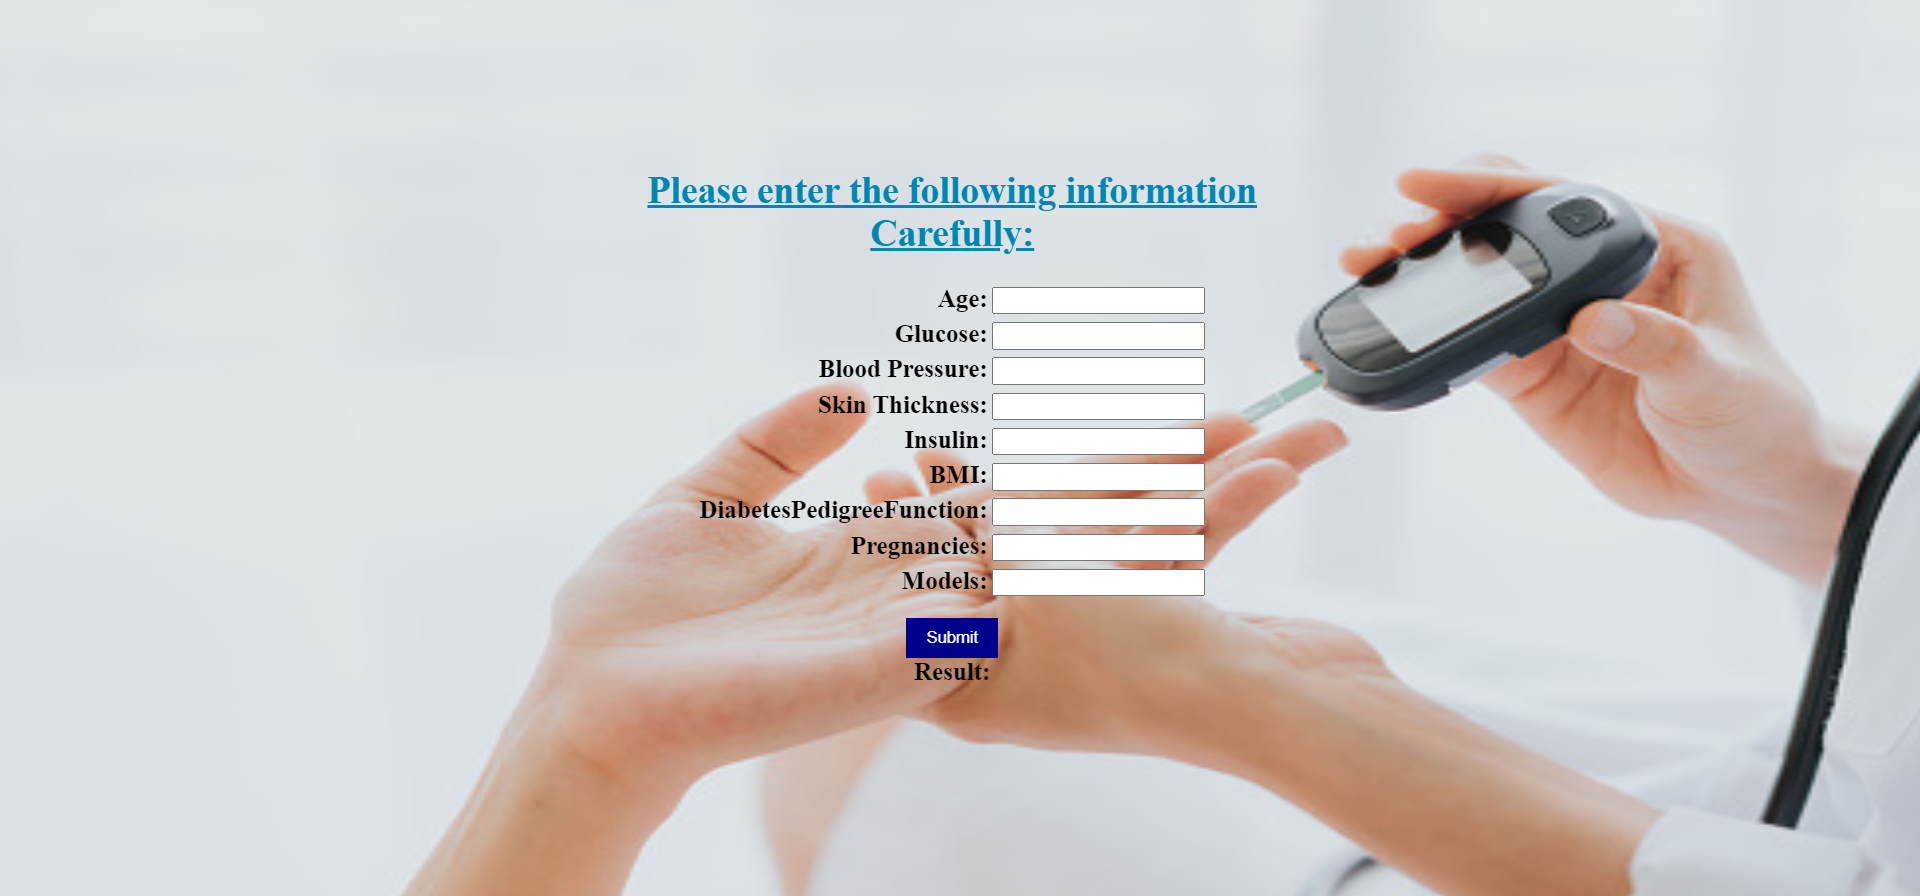 Please enter the following information
Carefully:
Age:
Glucose:
Blood Pressure:
Skin Thickness:
Insulin:
BMI:
DiabetesPedigreeFunction:
Pregnancies:
Models:
Submit
Result: